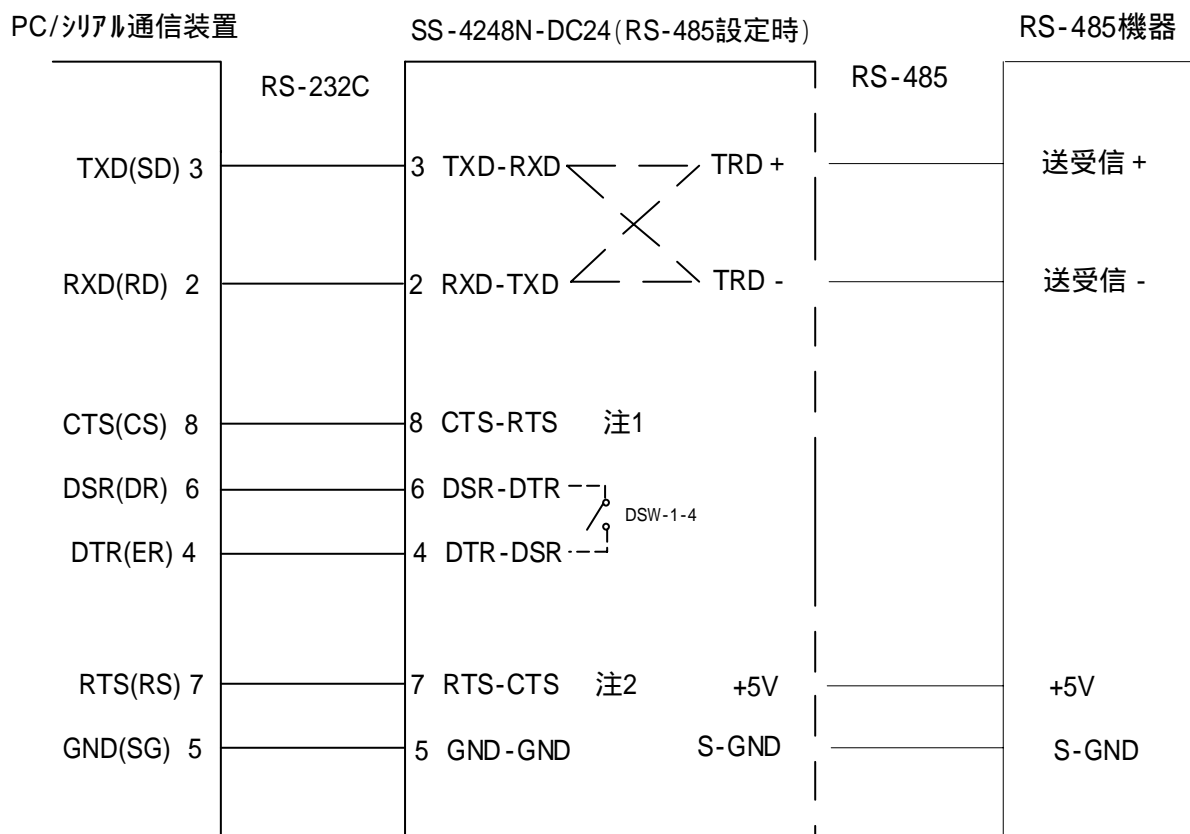 PC/ｼﾘｱﾙ通信装置
SS-4248N-DC24(RS-485設定時)
RS-485機器
RS-232C
RS-485
TXD(SD) 3
3 TXD-RXD
TRD +
送受信 +
RXD(RD) 2
2 RXD-TXD
TRD -
送受信 -
CTS(CS) 8
8 CTS-RTS 注1
DSR(DR) 6
6 DSR-DTR
DSW-1-4
DTR(ER) 4
4 DTR-DSR
RTS(RS) 7
7 RTS-CTS 注2
+5V
+5V
GND(SG) 5
5 GND-GND
S-GND
S-GND